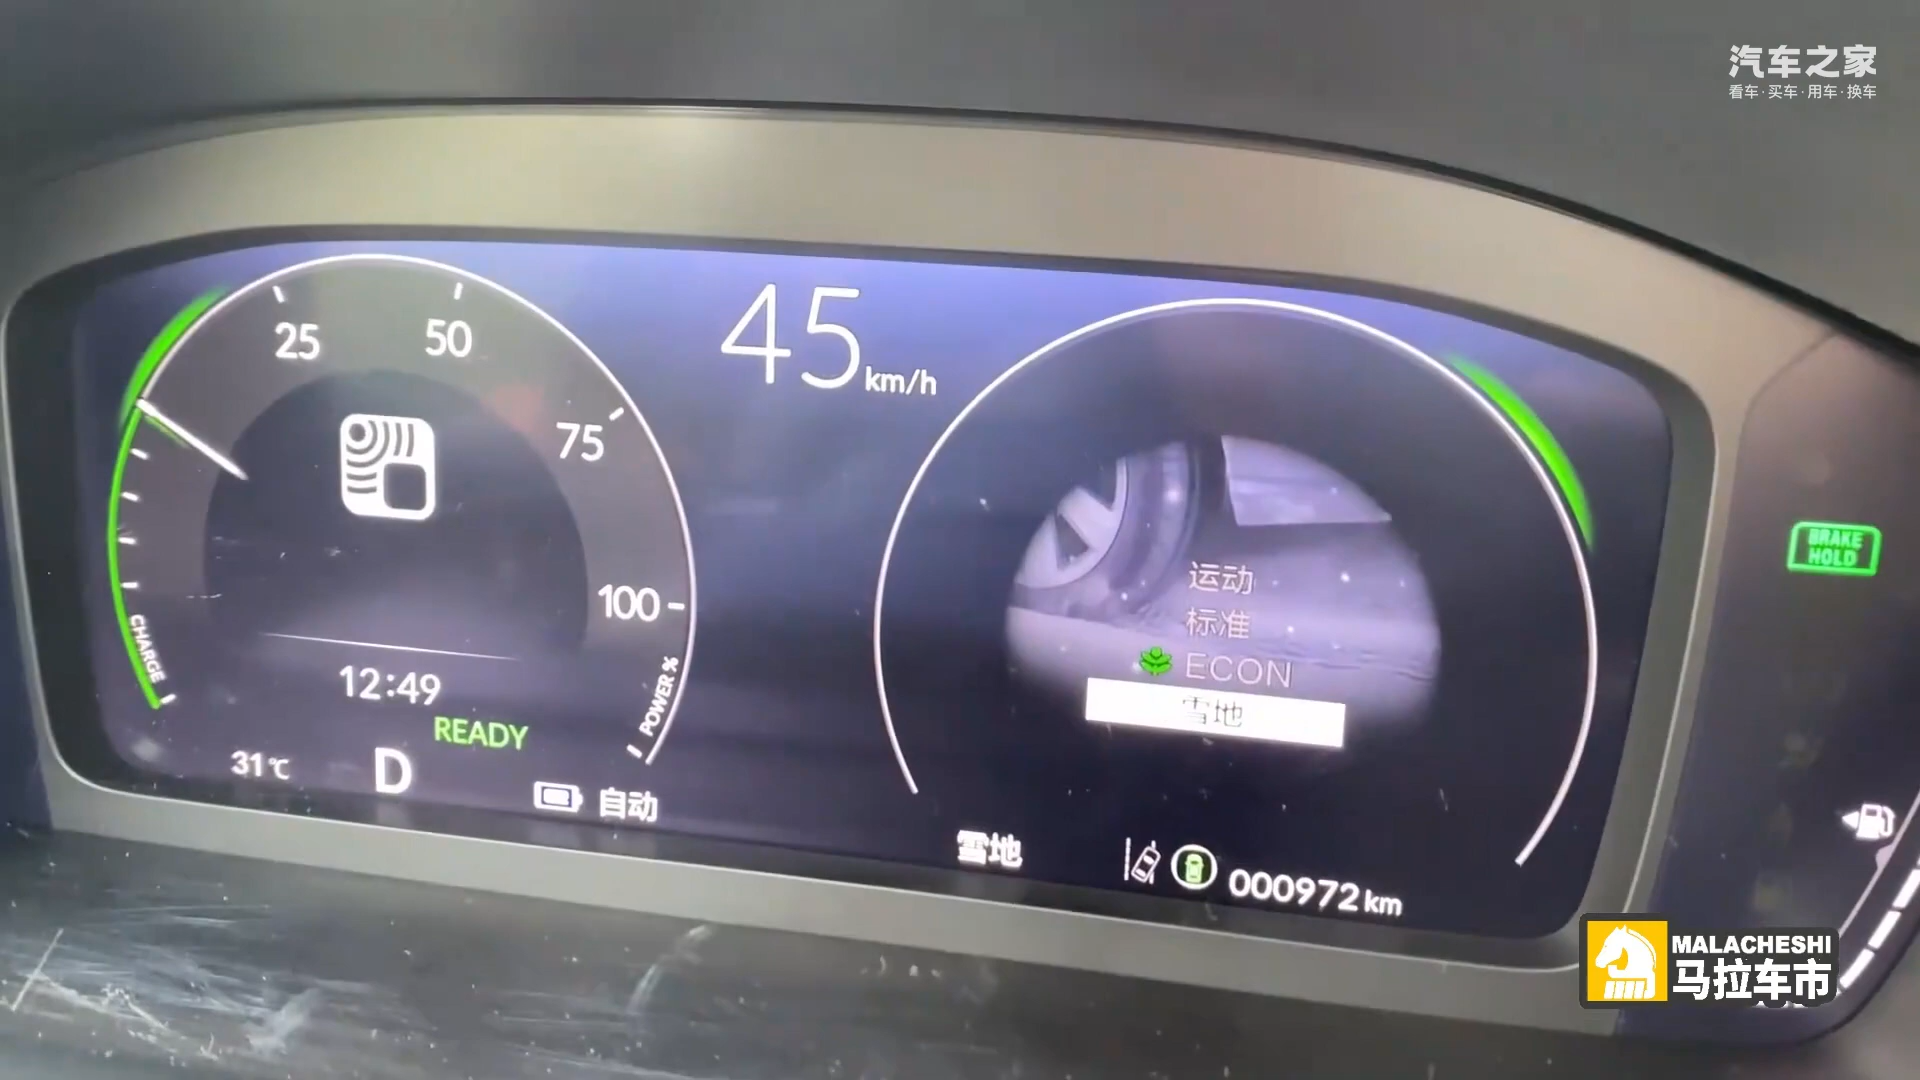 汽车之家
看车·买车·用车·换车
45 km/h
25
50
75
100
CHARGE
POWER %
12:49
READY
31℃
D
自动
运动
标准
ECON
雪地
雪地
000972 km
BRAKE HOLD
MALACHESHI
马拉车市